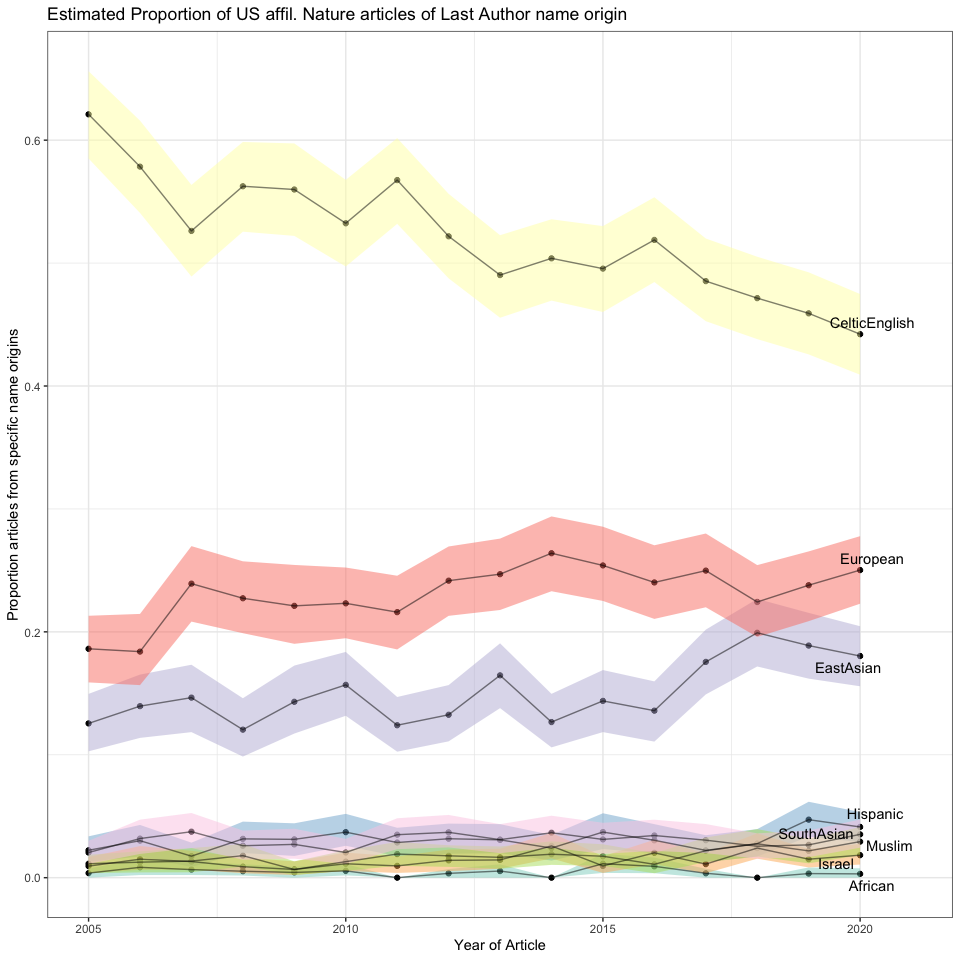 Estimated Proportion of US affil. Nature articles of Last Author name origin
Proportion articles from specific name origins
0.6
0.4
0.2
0.0
CelticEnglish
European
EastAsian
Hispanic
SouthAsian
Muslim
Israel
African
2005
2010
2015
2020
Year of Article